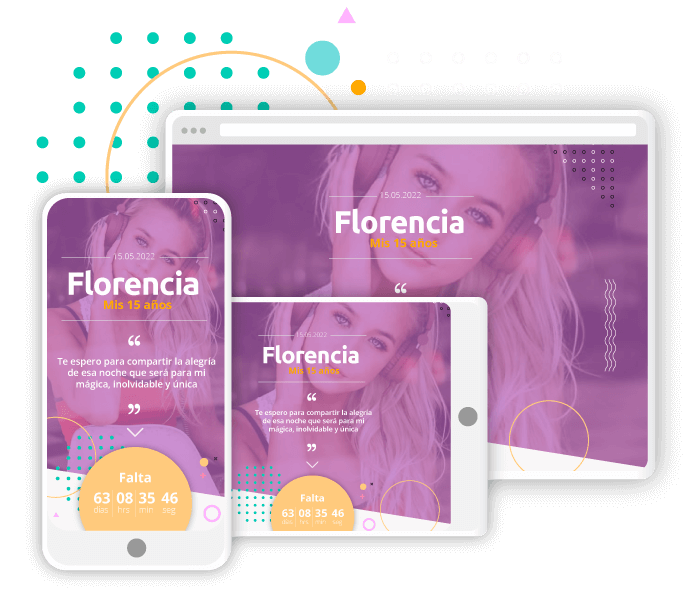 15.05.2022
Florencia
Mis 15 años
“
15.05.2022
Florencia
Mis 15 años
“
Te espero para compartir la alegría
de esa noche que será para mi
mágica, inolvidable y única
”
Falta
63 08 35 46
días hrs min seg
15.05.2022
Florencia
Mis 15 años
“
Te espero para compartir la alegría
de esa noche que será para mi
mágica, inolvidable y única
”
Falta
63 08 35 46
días hrs min seg